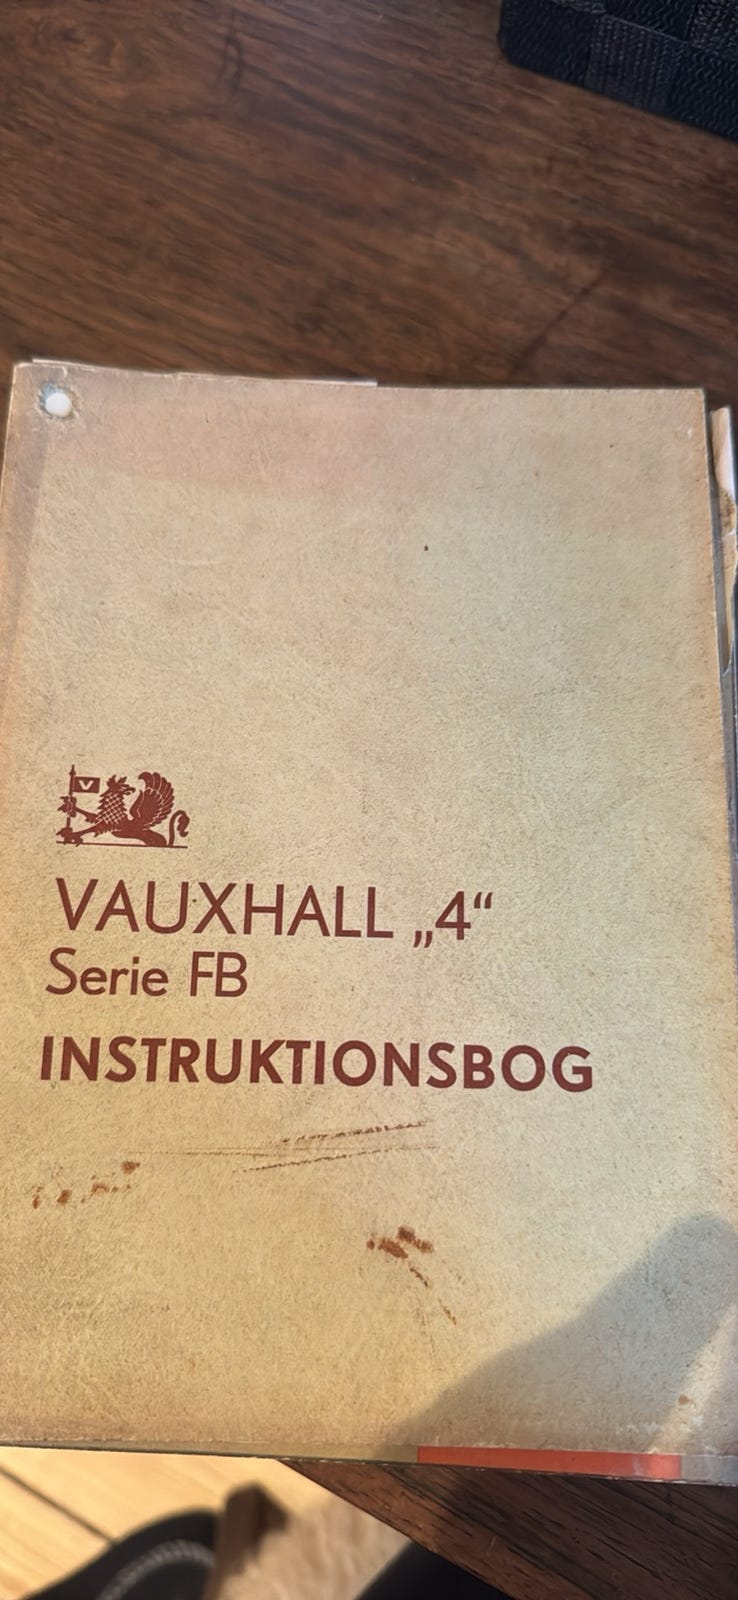 V
VAUXHALL „4“
Serie FB
INSTRUKTIONSBOG